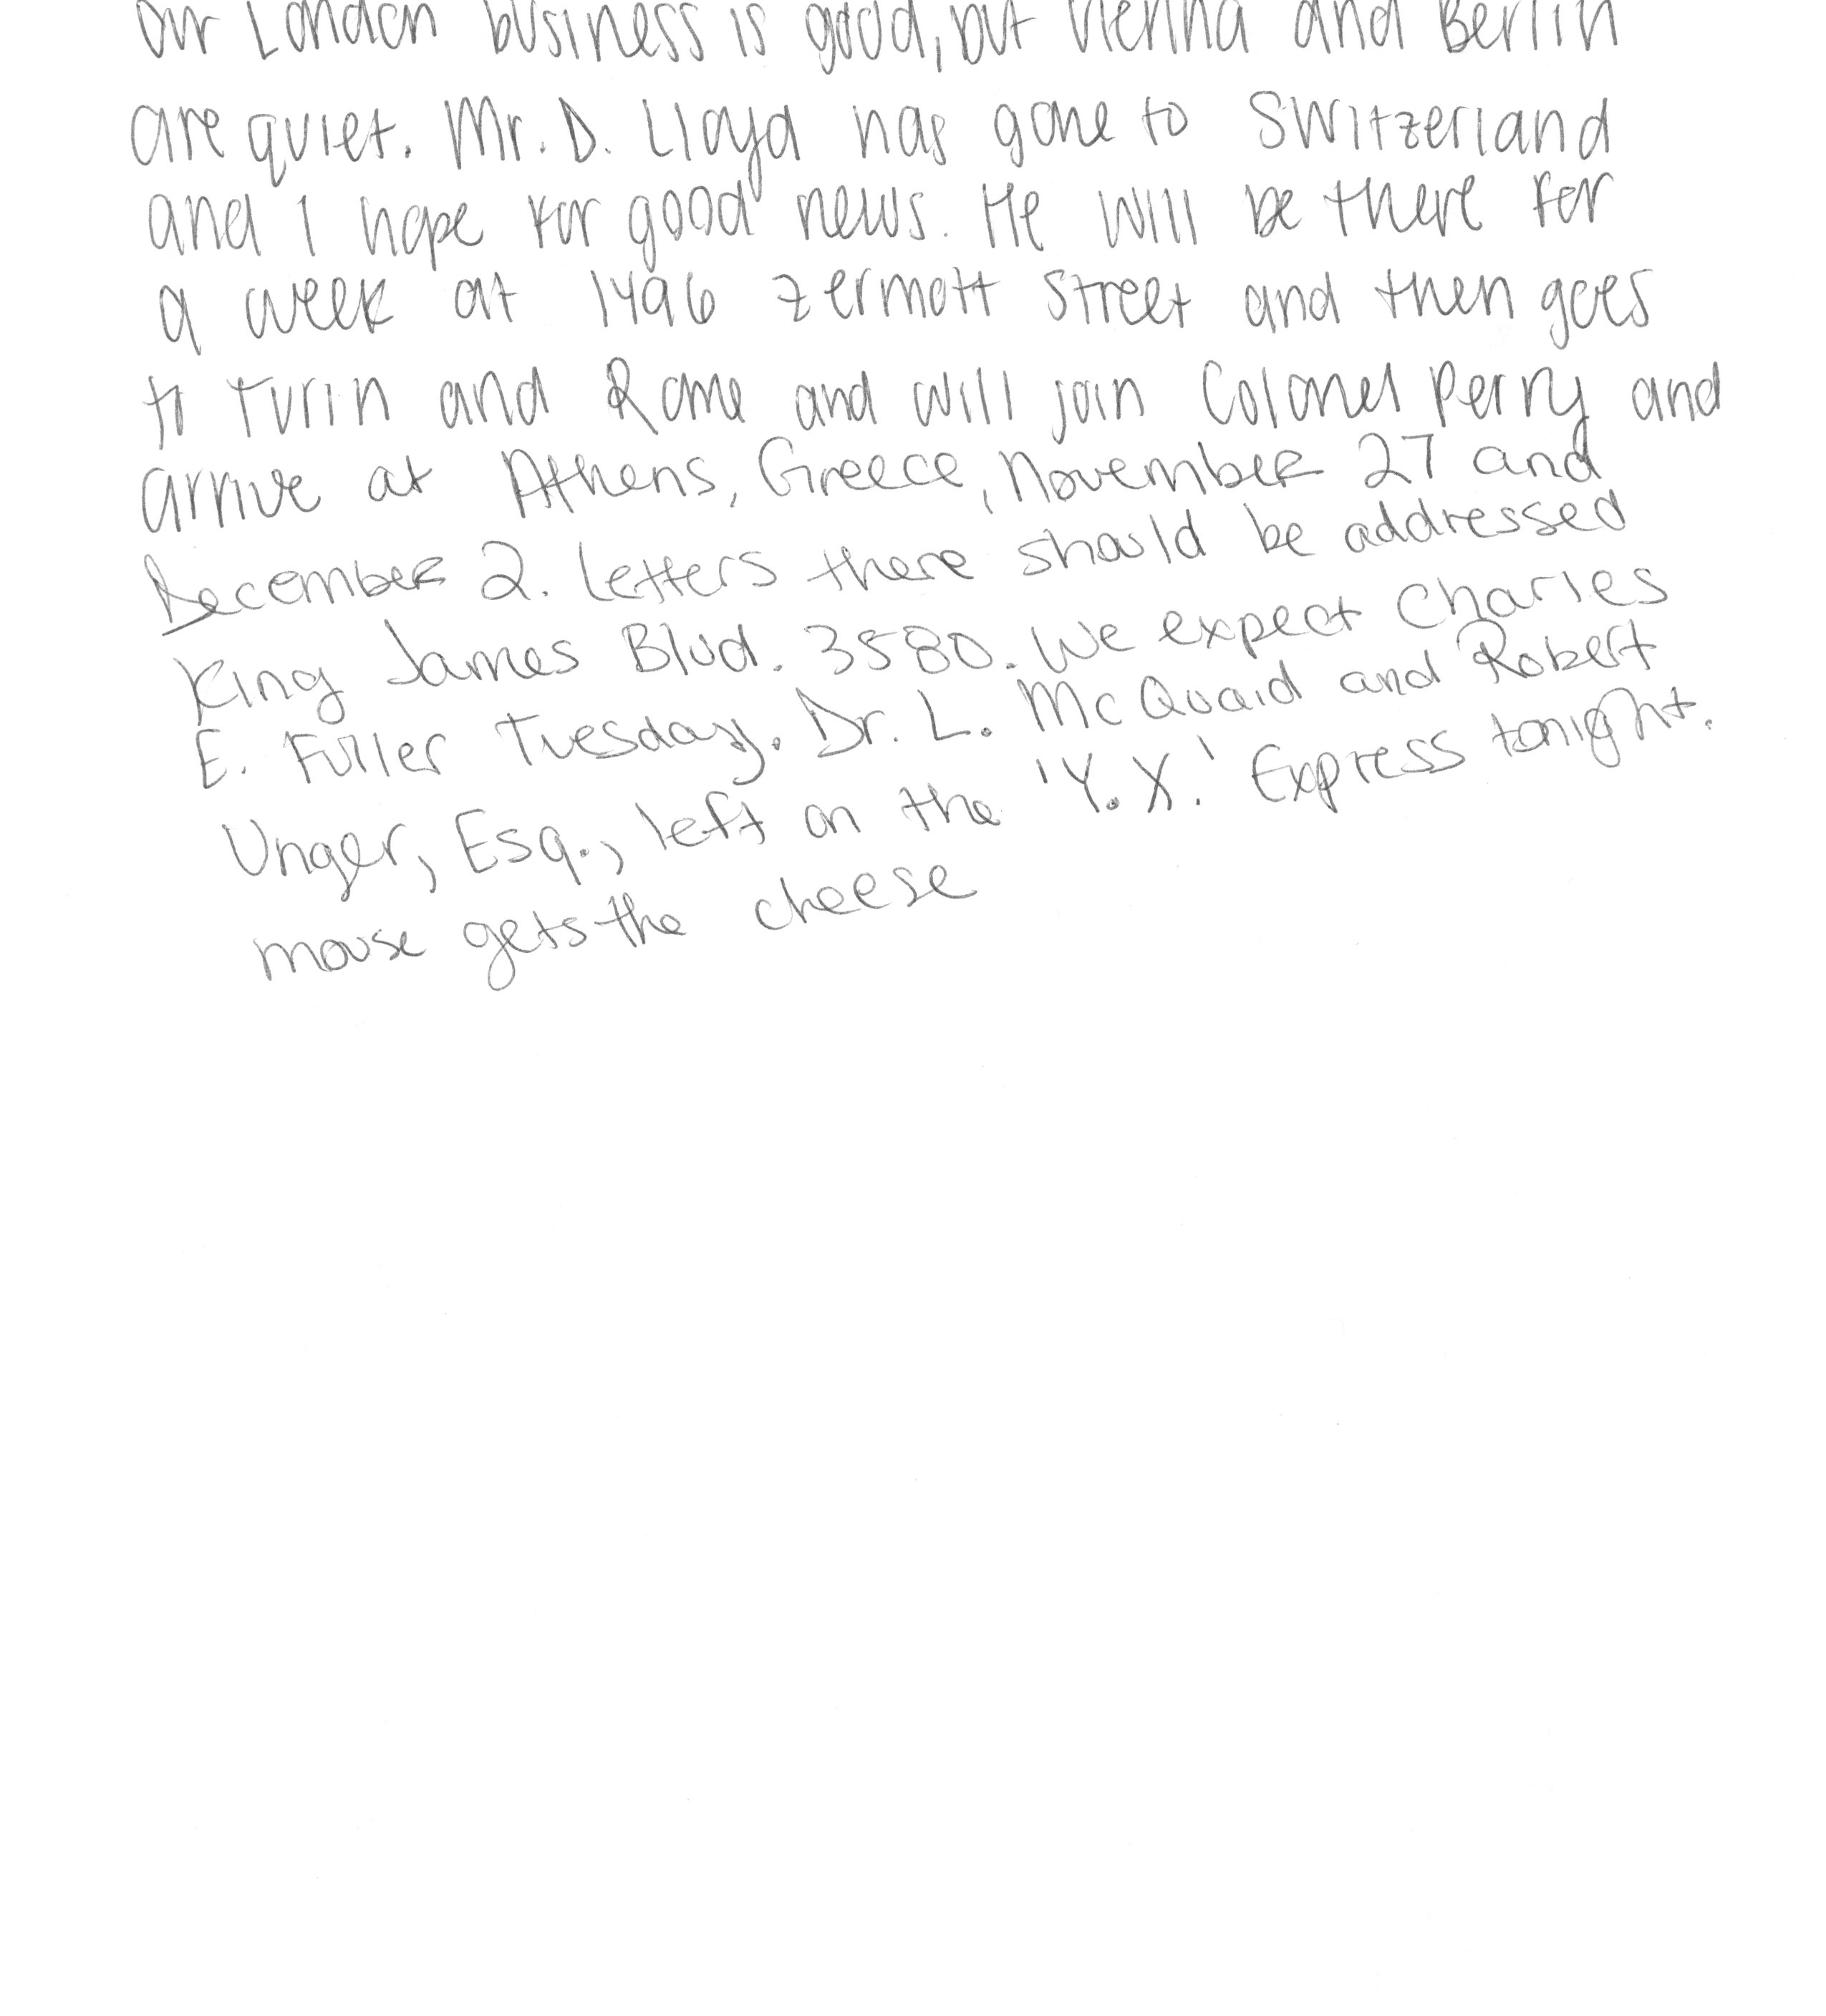 Our London business is good, but Vienna and Berlin
are quiet. Mr. D. Lloyd has gone to Switzerland
and I hope for good news. He will be there for
a week at 1496 Zermott Street and then goes
to Turin and Rome and will join Colonel Perry and
arrive at Athens, Greece, November 27 and
December 2. Letters there should be addressed
King James Blvd. 3580. We expect Charles
E. Fuller Tuesday. Dr. L. McQuaid and Robert
Unger, Esq., left on the 'Y.X.' Express tonight.
mouse gets the cheese